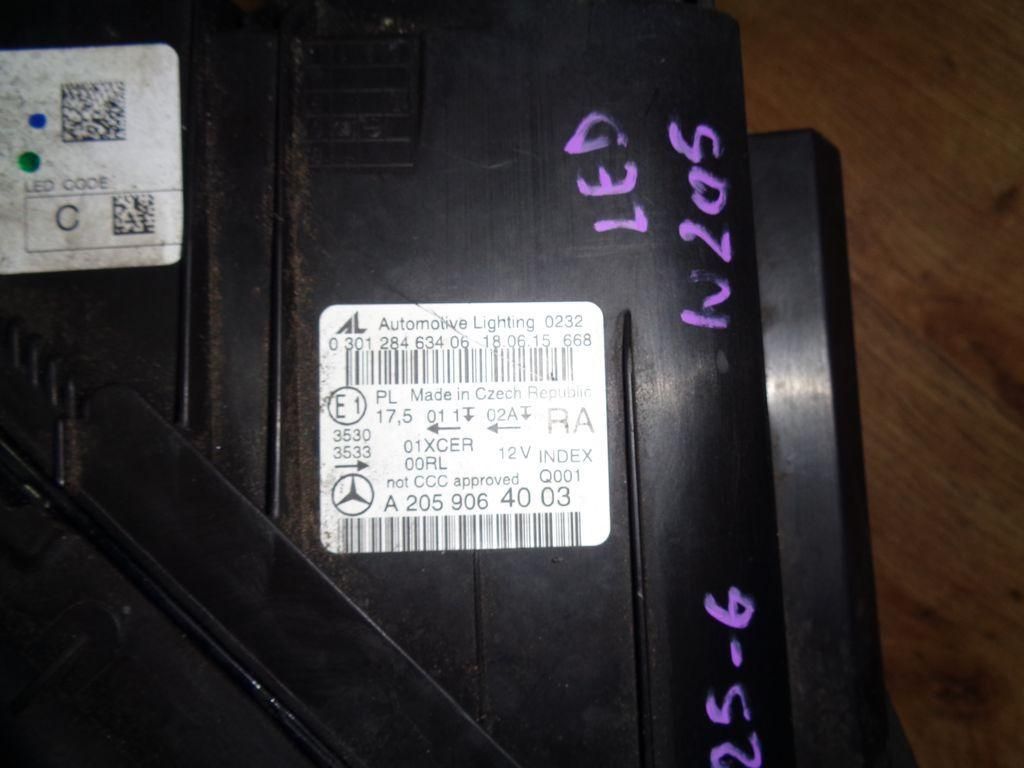 LED CODE
C
AL Automotive Lighting 0232
0 301 284 634 06 18.06.15 668
E1 PL Made in Czech Republic
17,5 01 1 02A RA
3530
3533
01XCER 12V INDEX
00RL
not CCC approved Q001
A 205 906 40 03
LED
W205
25-6